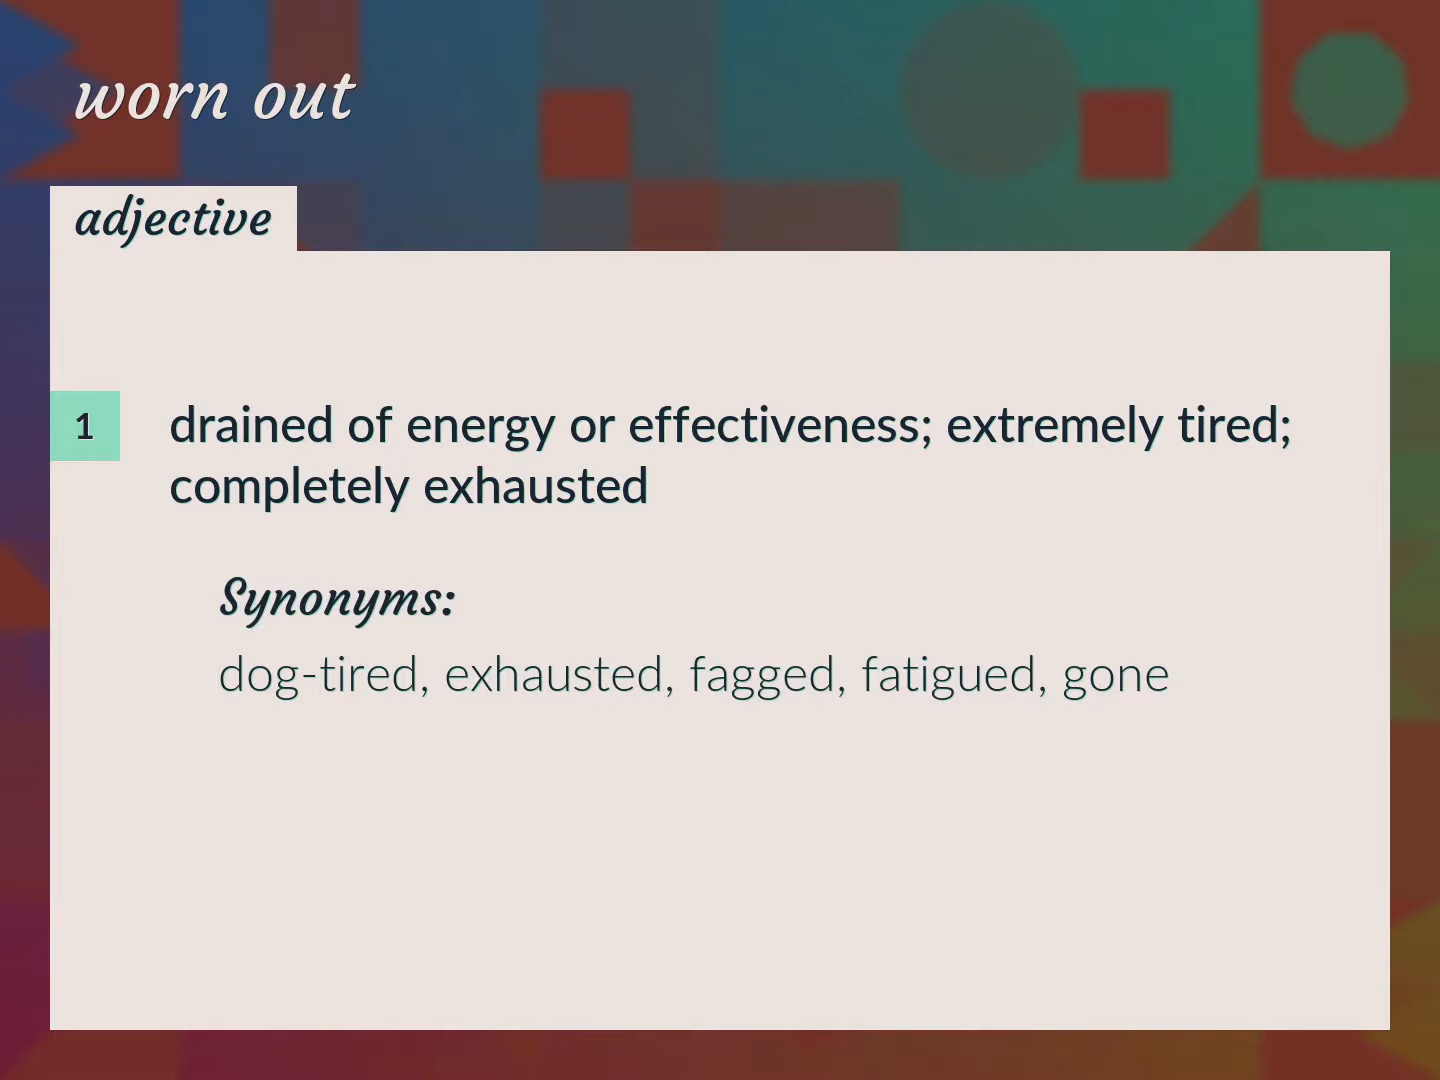 worn out
adjective
1
drained of energy or effectiveness; extremely tired;
completely exhausted
Synonyms:
dog-tired, exhausted, fagged, fatigued, gone